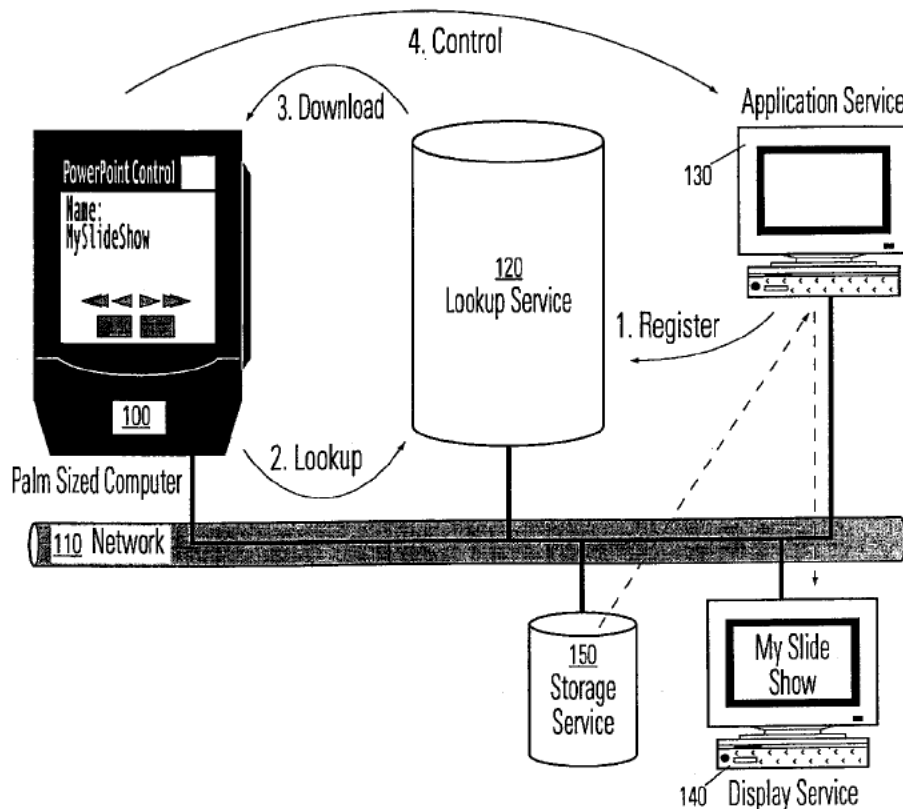 4. Control
3. Download
Application Service
130
PowerPoint Control
Name:
MySlideShow
120
Lookup Service
1. Register
100
2. Lookup
Palm Sized Computer
110 Network
150
Storage
Service
My Slide
Show
140
Display Service